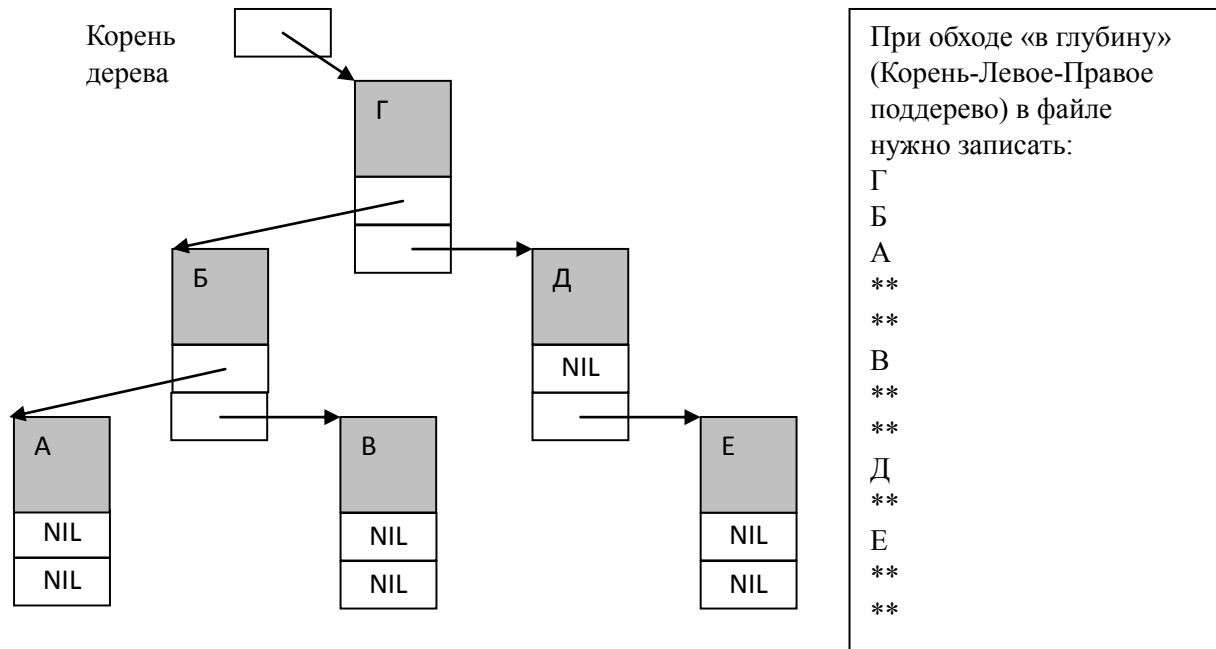 Корень
дерева
Г
Б
Д
NIL
А
В
Е
NIL
NIL
NIL
NIL
NIL
NIL
При обходе «в глубину»
(Корень-Левое-Правое
поддерево) в файле
нужно записать:
Г
Б
А
**
**
В
**
**
Д
**
Е
**
**